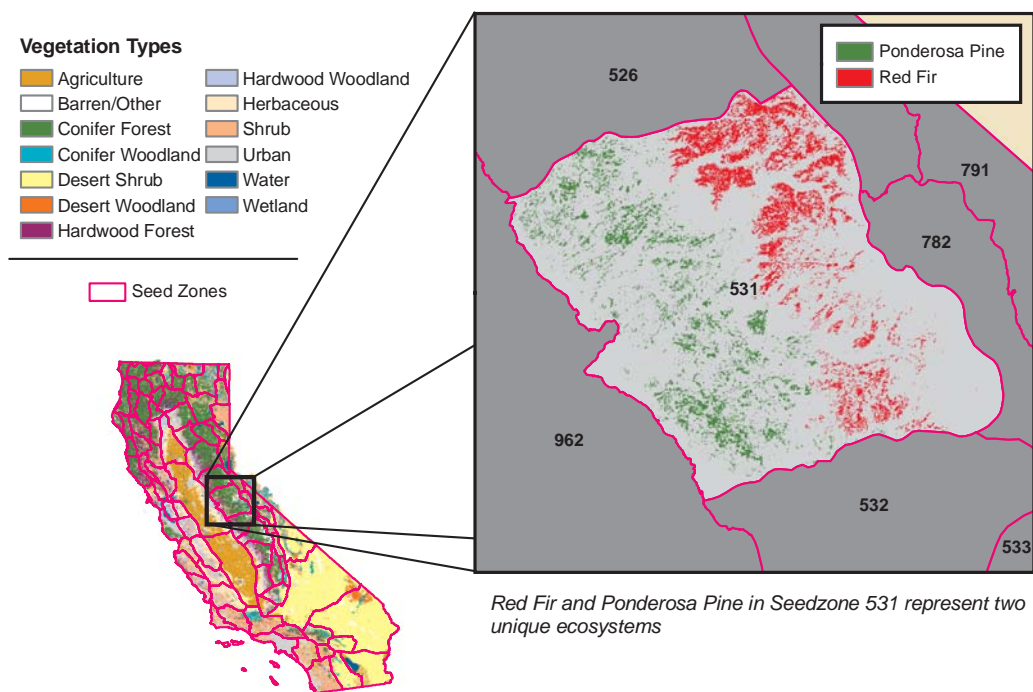 Vegetation Types
Agriculture
Barren/Other
Conifer Forest
Conifer Woodland
Desert Shrub
Desert Woodland
Hardwood Forest
Hardwood Woodland
Herbaceous
Shrub
Urban
Water
Wetland
Seed Zones
Ponderosa Pine
Red Fir
526
791
782
531
962
532
533
Red Fir and Ponderosa Pine in Seedzone 531 represent two
unique ecosystems